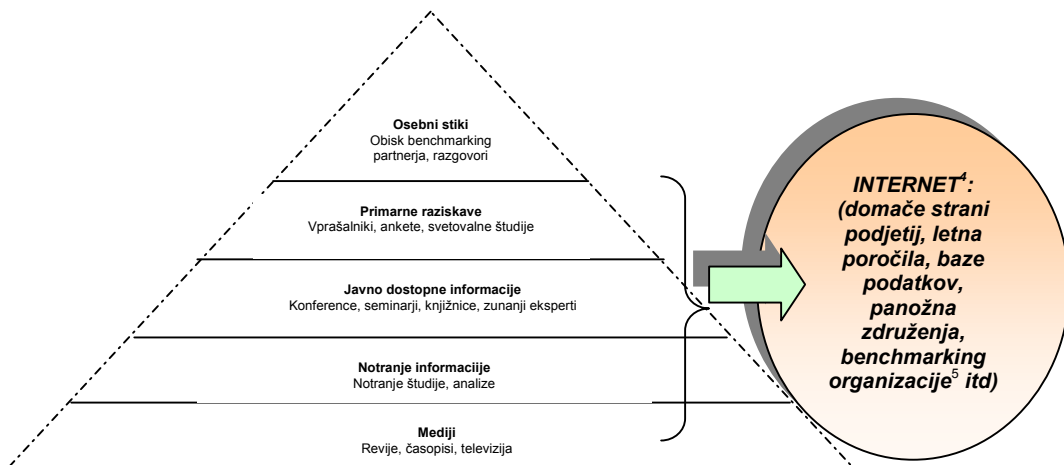 Osebni stiki
Obisk benchmarking
partnerja, razgovori
Primarne raziskave
Vprašalniki, ankete, svetovalne študije
Javno dostopne informacije
Konference, seminarji, knjižnice, zunanji eksperti
Notranje informaciije
Notranje študije, analize
Mediji
Revije, časopisi, televizija
INTERNET⁴:
(domače strani
podjetij, letna
poročila, baze
podatkov,
panožna
združenja,
benchmarking
organizacije⁵ itd)